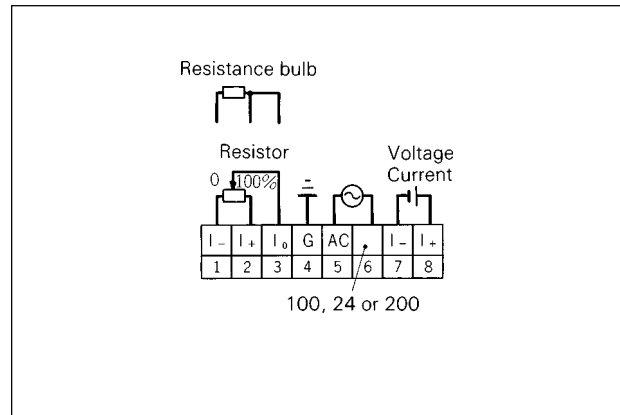 Resistance bulb
Resistor
Voltage
Current
0 100%
I- I+ I₀ G AC . I- I+
1 2 3 4 5 6 7 8
100, 24 or 200